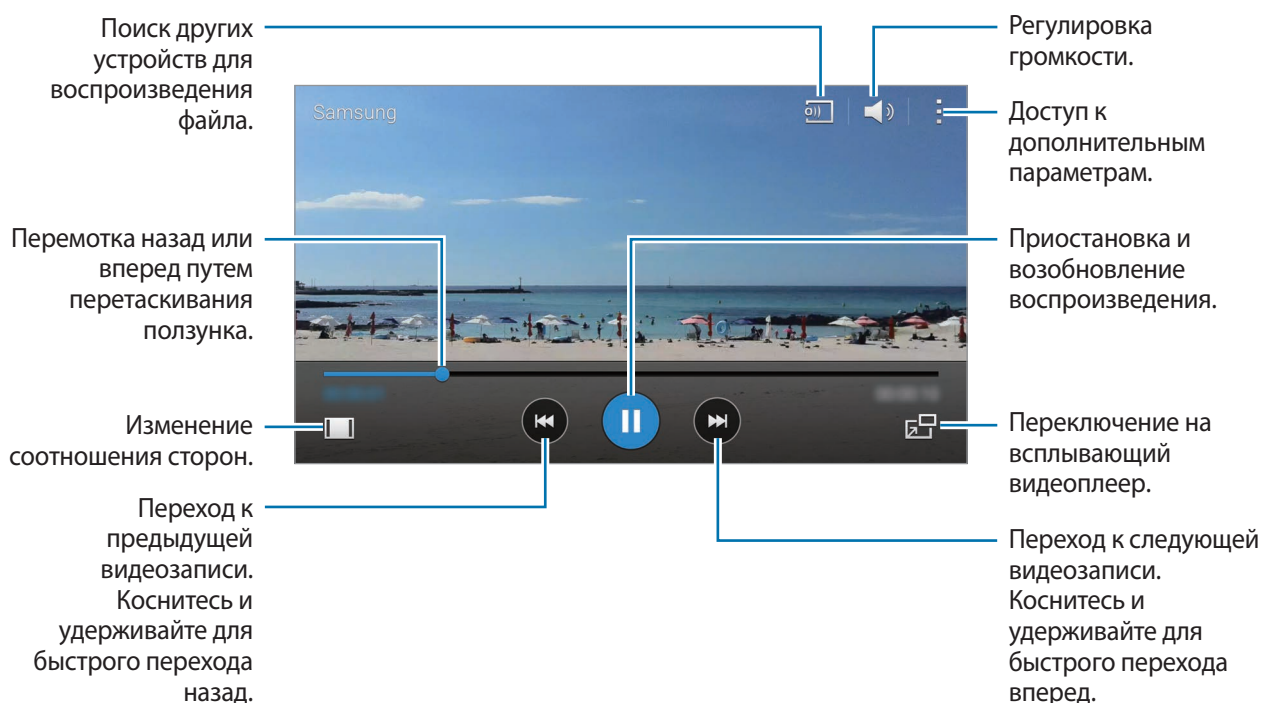 Поиск других
устройств для
воспроизведения
файла.
Регулировка
громкости.
Samsung
Доступ к
дополнительным
параметрам.
Перемотка назад или
вперед путем
перетаскивания
ползунка.
Приостановка и
возобновление
воспроизведения.
Изменение
соотношения сторон.
Переключение на
всплывающий
видеоплеер.
Переход к
предыдущей
видеозаписи.
Коснитесь и
удерживайте для
быстрого перехода
назад.
Переход к следующей
видеозаписи.
Коснитесь и
удерживайте для
быстрого перехода
вперед.